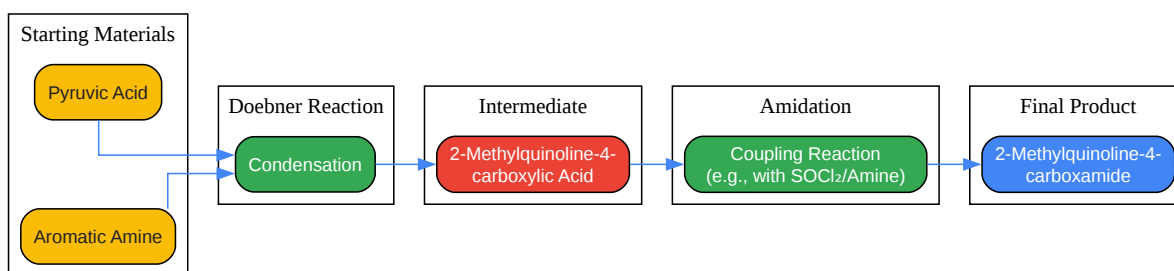 Starting Materials
Pyruvic Acid
Aromatic Amine
Doebner Reaction
Condensation
Intermediate
2-Methylquinoline-4-
carboxylic Acid
Amidation
Coupling Reaction
(e.g., with SOCl₂/Amine)
Final Product
2-Methylquinoline-4-
carboxamide